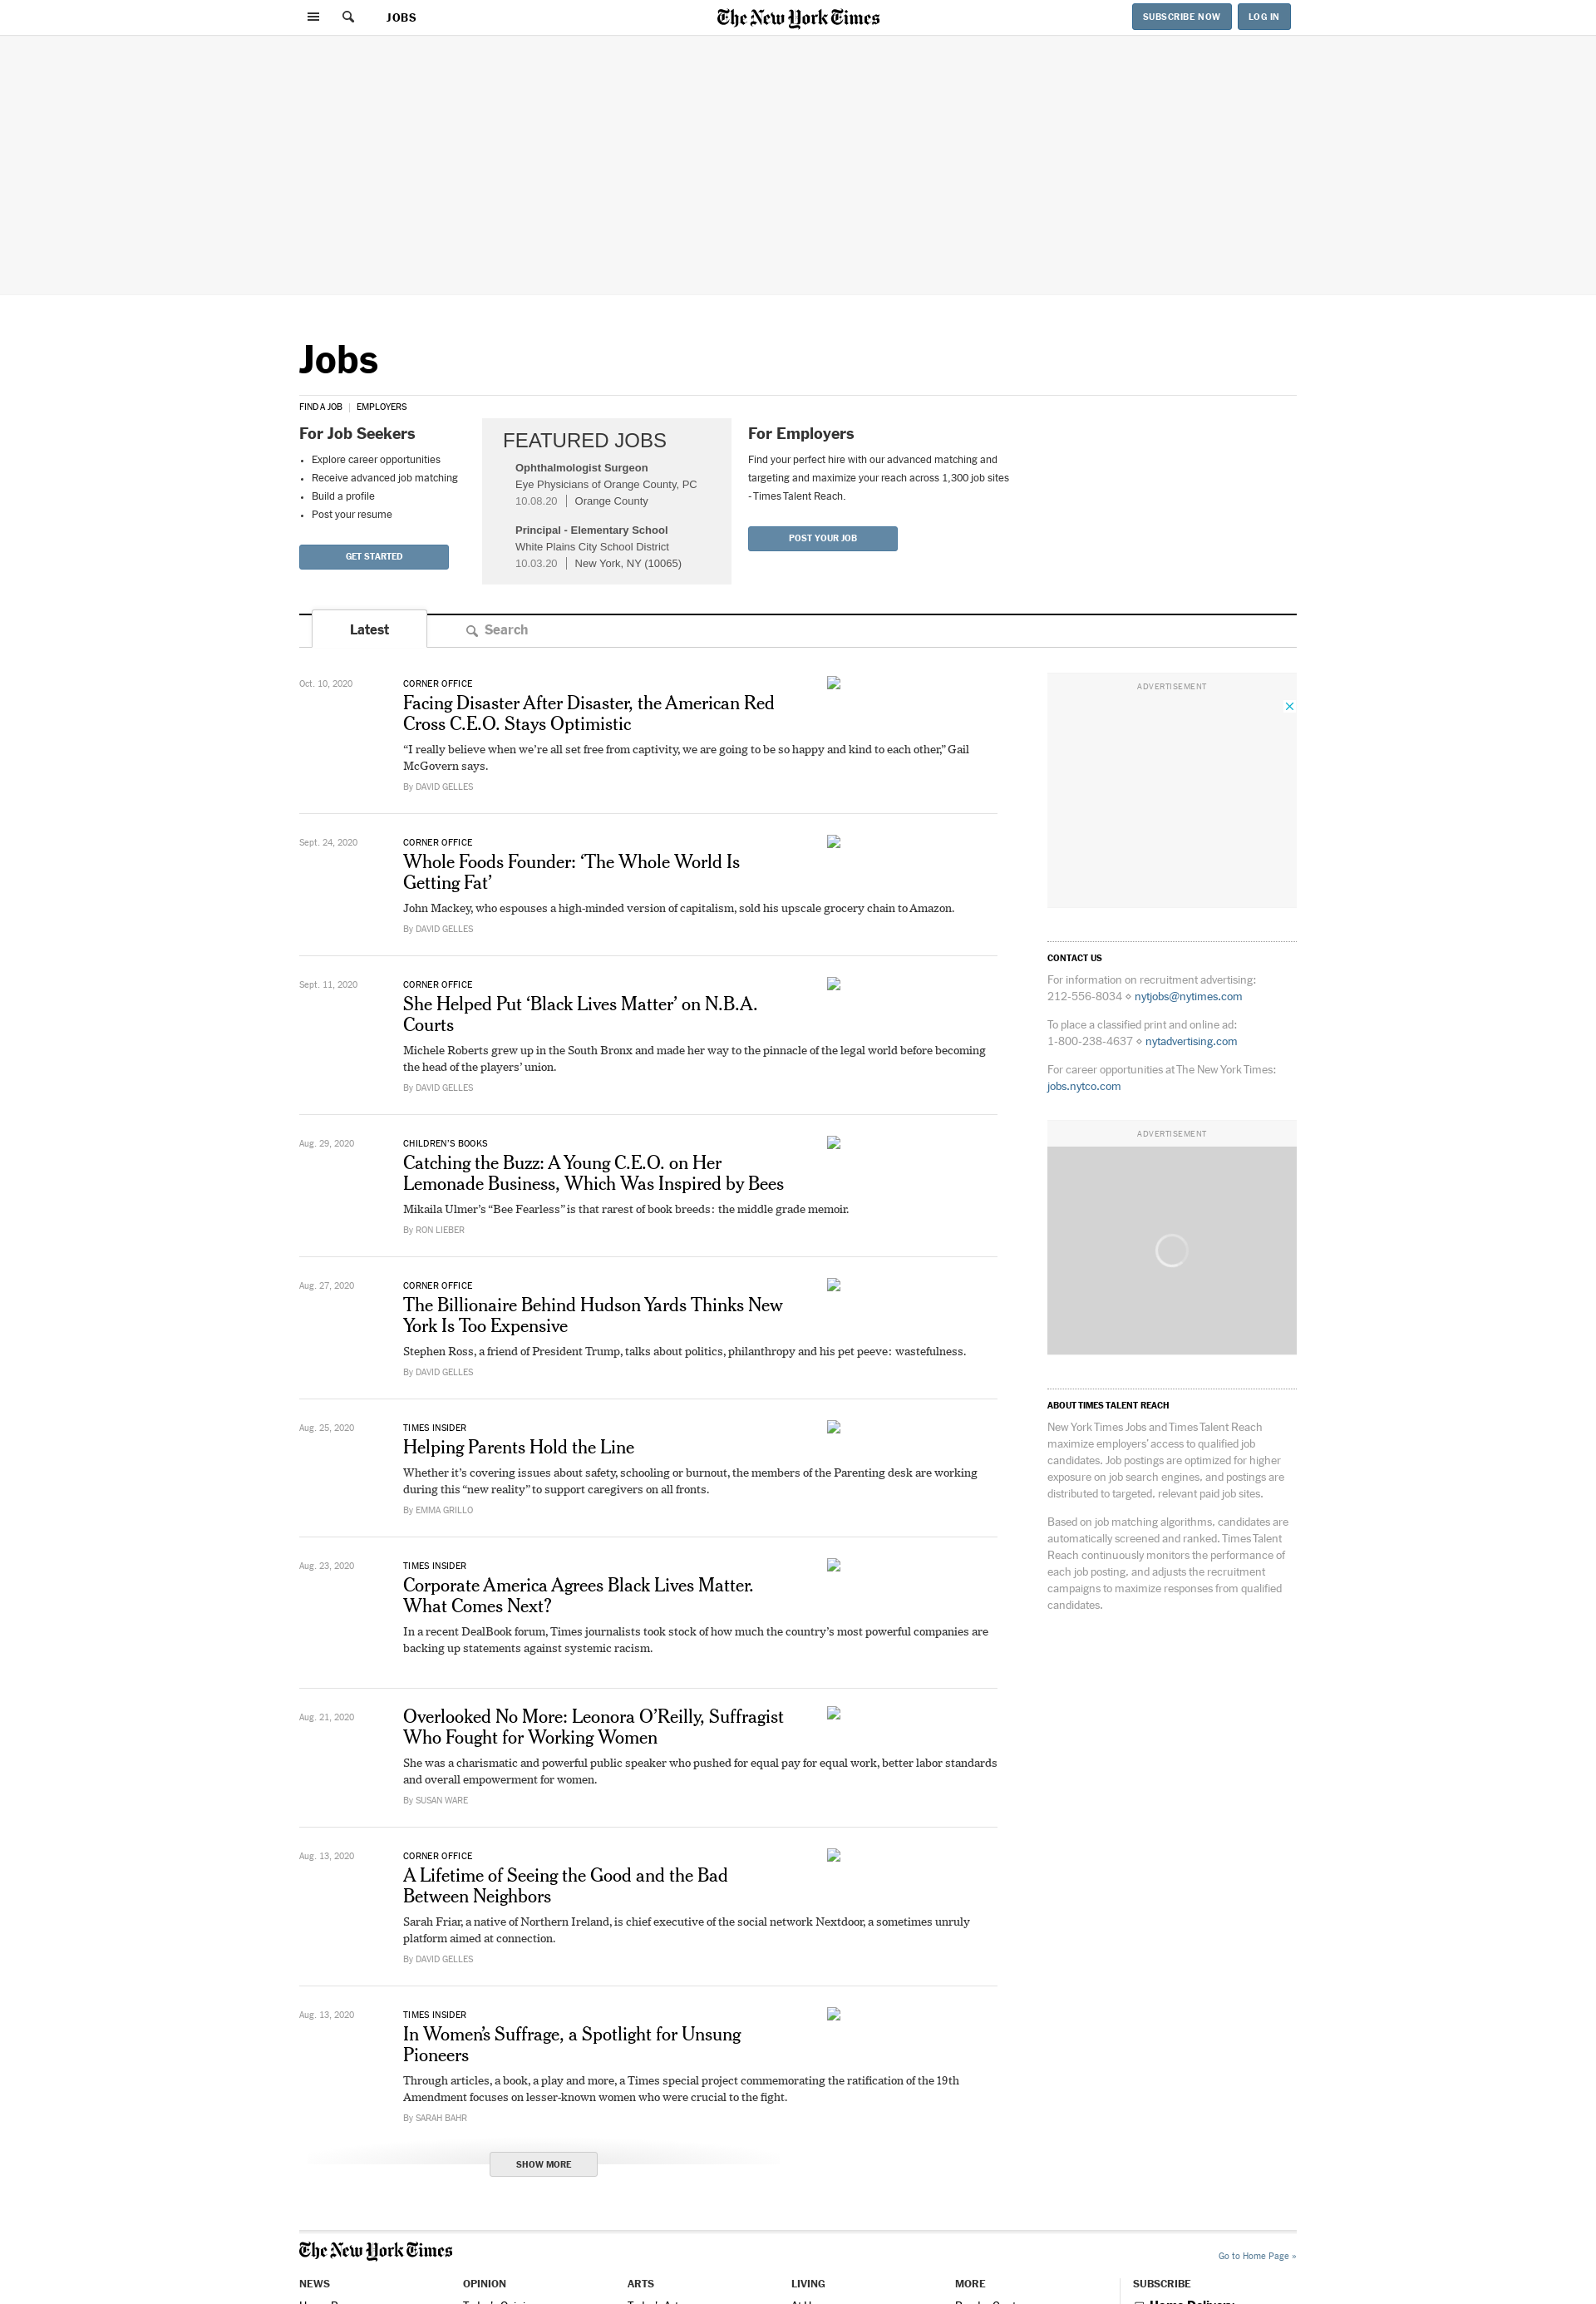 JOBS
The New York Times
SUBSCRIBE NOW
LOG IN
Jobs
FIND A JOB | EMPLOYERS
For Job Seekers
• Explore career opportunities
• Receive advanced job matching
• Build a profile
• Post your resume
GET STARTED
FEATURED JOBS
Ophthalmologist Surgeon
Eye Physicians of Orange County, PC
10.08.20 | Orange County
Principal - Elementary School
White Plains City School District
10.03.20 | New York, NY (10065)
For Employers
Find your perfect hire with our advanced matching and
targeting and maximize your reach across 1,300 job sites
- Times Talent Reach.
POST YOUR JOB
Latest
Search
Oct. 10, 2020
CORNER OFFICE
Facing Disaster After Disaster, the American Red
Cross C.E.O. Stays Optimistic
“I really believe when we’re all set free from captivity, we are going to be so happy and kind to each other,” Gail
McGovern says.
By DAVID GELLES
Sept. 24, 2020
CORNER OFFICE
Whole Foods Founder: ‘The Whole World Is
Getting Fat’
John Mackey, who espouses a high-minded version of capitalism, sold his upscale grocery chain to Amazon.
By DAVID GELLES
Sept. 11, 2020
CORNER OFFICE
She Helped Put ‘Black Lives Matter’ on N.B.A.
Courts
Michele Roberts grew up in the South Bronx and made her way to the pinnacle of the legal world before becoming
the head of the players’ union.
By DAVID GELLES
Aug. 29, 2020
CHILDREN’S BOOKS
Catching the Buzz: A Young C.E.O. on Her
Lemonade Business, Which Was Inspired by Bees
Mikaila Ulmer’s “Bee Fearless” is that rarest of book breeds: the middle grade memoir.
By RON LIEBER
Aug. 27, 2020
CORNER OFFICE
The Billionaire Behind Hudson Yards Thinks New
York Is Too Expensive
Stephen Ross, a friend of President Trump, talks about politics, philanthropy and his pet peeve: wastefulness.
By DAVID GELLES
Aug. 25, 2020
TIMES INSIDER
Helping Parents Hold the Line
Whether it’s covering issues about safety, schooling or burnout, the members of the Parenting desk are working
during this “new reality” to support caregivers on all fronts.
By EMMA GRILLO
Aug. 23, 2020
TIMES INSIDER
Corporate America Agrees Black Lives Matter.
What Comes Next?
In a recent DealBook forum, Times journalists took stock of how much the country’s most powerful companies are
backing up statements against systemic racism.
Aug. 21, 2020
Overlooked No More: Leonora O’Reilly, Suffragist
Who Fought for Working Women
She was a charismatic and powerful public speaker who pushed for equal pay for equal work, better labor standards
and overall empowerment for women.
By SUSAN WARE
Aug. 13, 2020
CORNER OFFICE
A Lifetime of Seeing the Good and the Bad
Between Neighbors
Sarah Friar, a native of Northern Ireland, is chief executive of the social network Nextdoor, a sometimes unruly
platform aimed at connection.
By DAVID GELLES
Aug. 13, 2020
TIMES INSIDER
In Women’s Suffrage, a Spotlight for Unsung
Pioneers
Through articles, a book, a play and more, a Times special project commemorating the ratification of the 19th
Amendment focuses on lesser-known women who were crucial to the fight.
By SARAH BAHR
SHOW MORE
ADVERTISEMENT
CONTACT US
For information on recruitment advertising:
212-556-8034 ⋄ nytjobs@nytimes.com
To place a classified print and online ad:
1-800-238-4637 ⋄ nytadvertising.com
For career opportunities at The New York Times:
jobs.nytco.com
ADVERTISEMENT
ABOUT TIMES TALENT REACH
New York Times Jobs and Times Talent Reach
maximize employers’ access to qualified job
candidates. Job postings are optimized for higher
exposure on job search engines, and postings are
distributed to targeted, relevant paid job sites.
Based on job matching algorithms, candidates are
automatically screened and ranked. Times Talent
Reach continuously monitors the performance of
each job posting, and adjusts the recruitment
campaigns to maximize responses from qualified
candidates.
The New York Times
Go to Home Page »
NEWS
OPINION
ARTS
LIVING
MORE
SUBSCRIBE